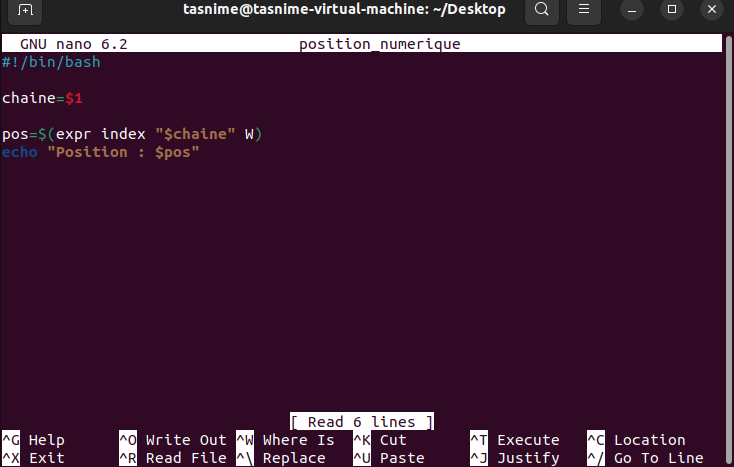 tasnime@tasnime-virtual-machine: ~/Desktop
GNU nano 6.2 position_numerique
#!/bin/bash
chaine=$1
pos=$(expr index "$chaine" W)
echo "Position : $pos"
[ Read 6 lines ]
^G Help ^O Write Out ^W Where Is ^K Cut ^T Execute ^C Location
^X Exit ^R Read File ^\ Replace ^U Paste ^J Justify ^/ Go To Line